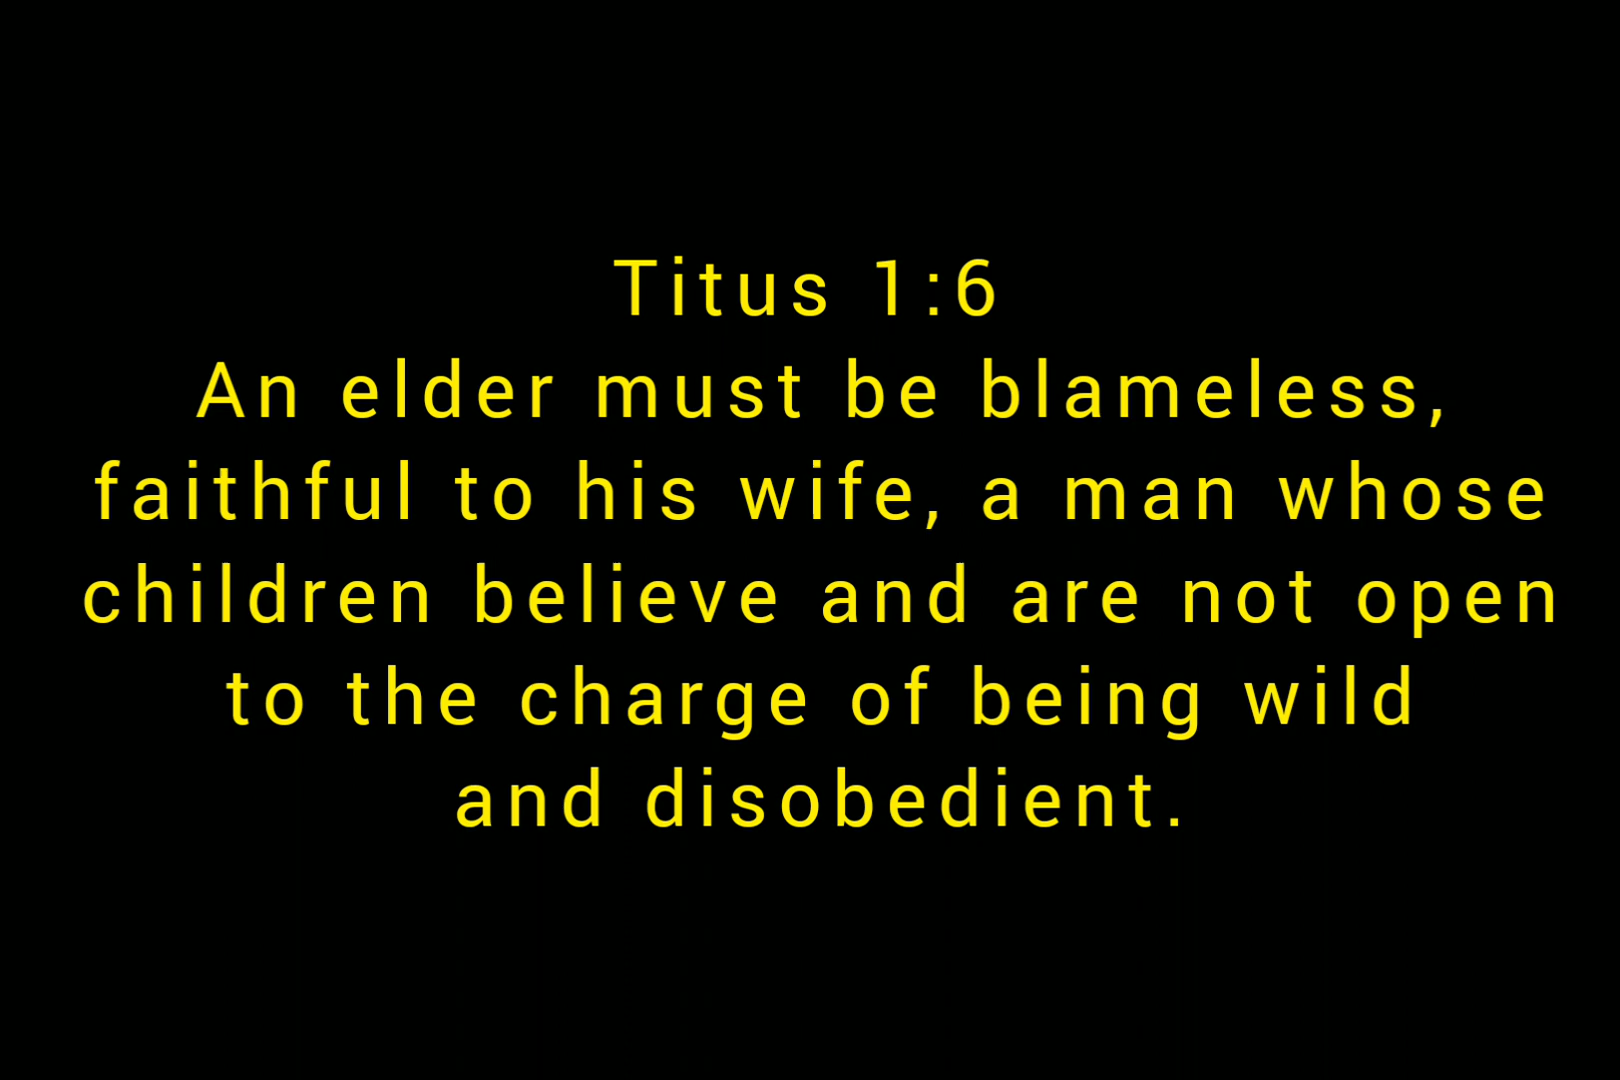 Titus 1:6
An elder must be blameless,
faithful to his wife, a man whose
children believe and are not open
to the charge of being wild
and disobedient.